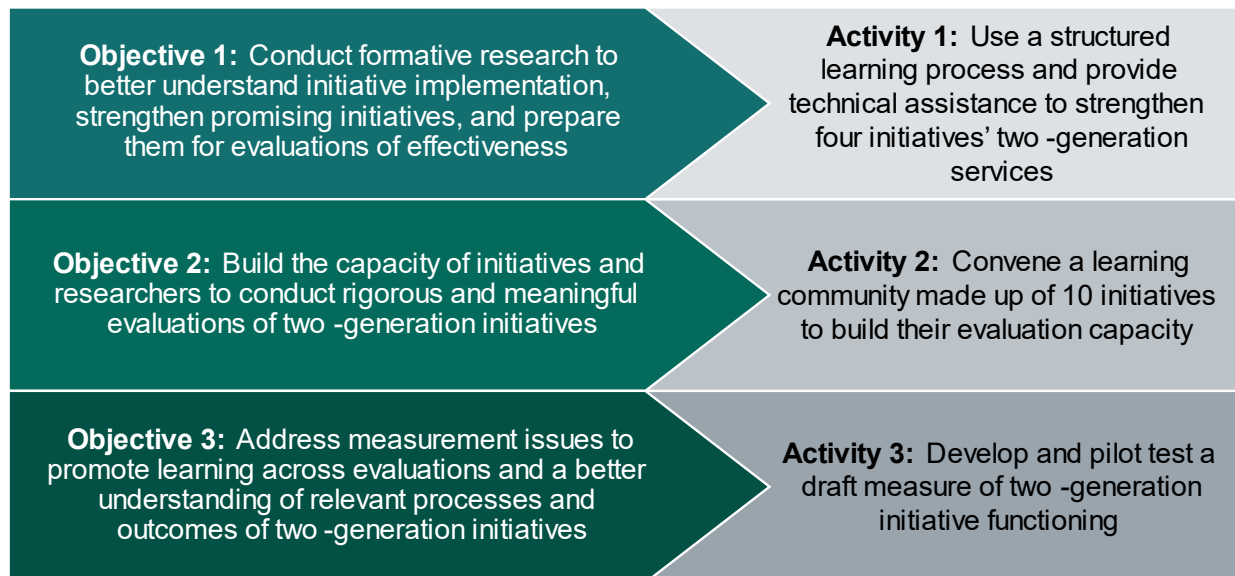 Objective 1: Conduct formative research to
better understand initiative implementation,
strengthen promising initiatives, and prepare
them for evaluations of effectiveness
Activity 1: Use a structured
learning process and provide
technical assistance to strengthen
four initiatives’ two -generation
services
Objective 2: Build the capacity of initiatives and
researchers to conduct rigorous and meaningful
evaluations of two -generation initiatives
Activity 2: Convene a learning
community made up of 10 initiatives
to build their evaluation capacity
Objective 3: Address measurement issues to
promote learning across evaluations and a better
understanding of relevant processes and
outcomes of two -generation initiatives
Activity 3: Develop and pilot test a
draft measure of two -generation
initiative functioning